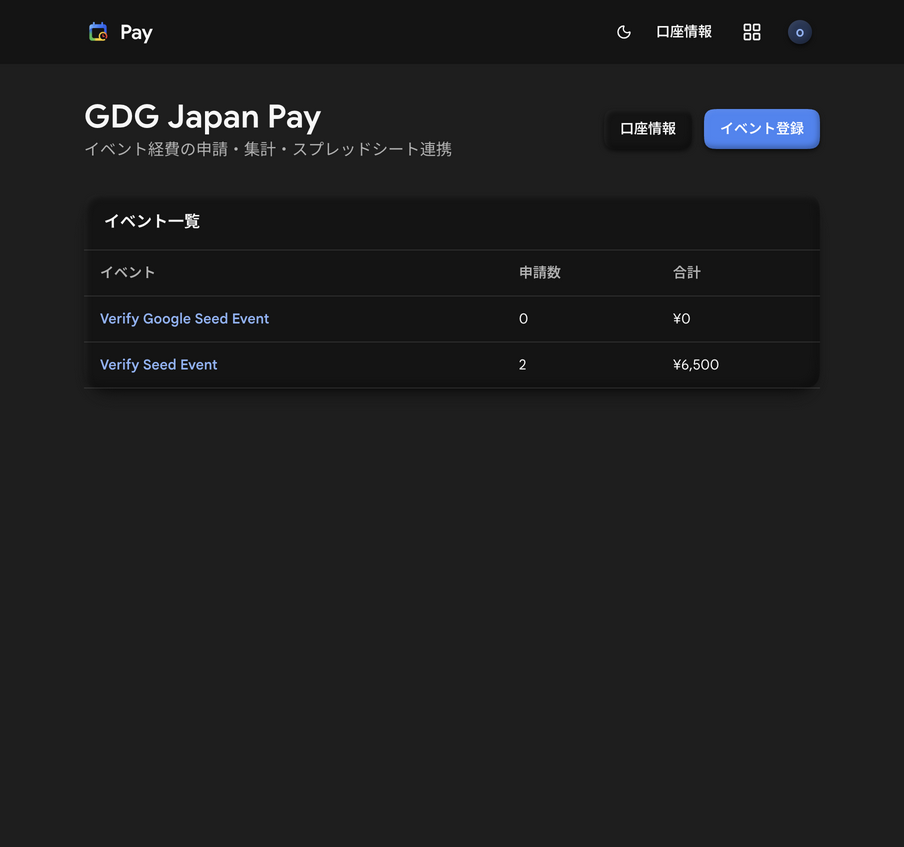 Pay
口座情報
o
GDG Japan Pay
イベント経費の申請・集計・スプレッドシート連携
口座情報
イベント登録
イベント一覧
イベント 申請数 合計
Verify Google Seed Event 0 ¥0
Verify Seed Event 2 ¥6,500